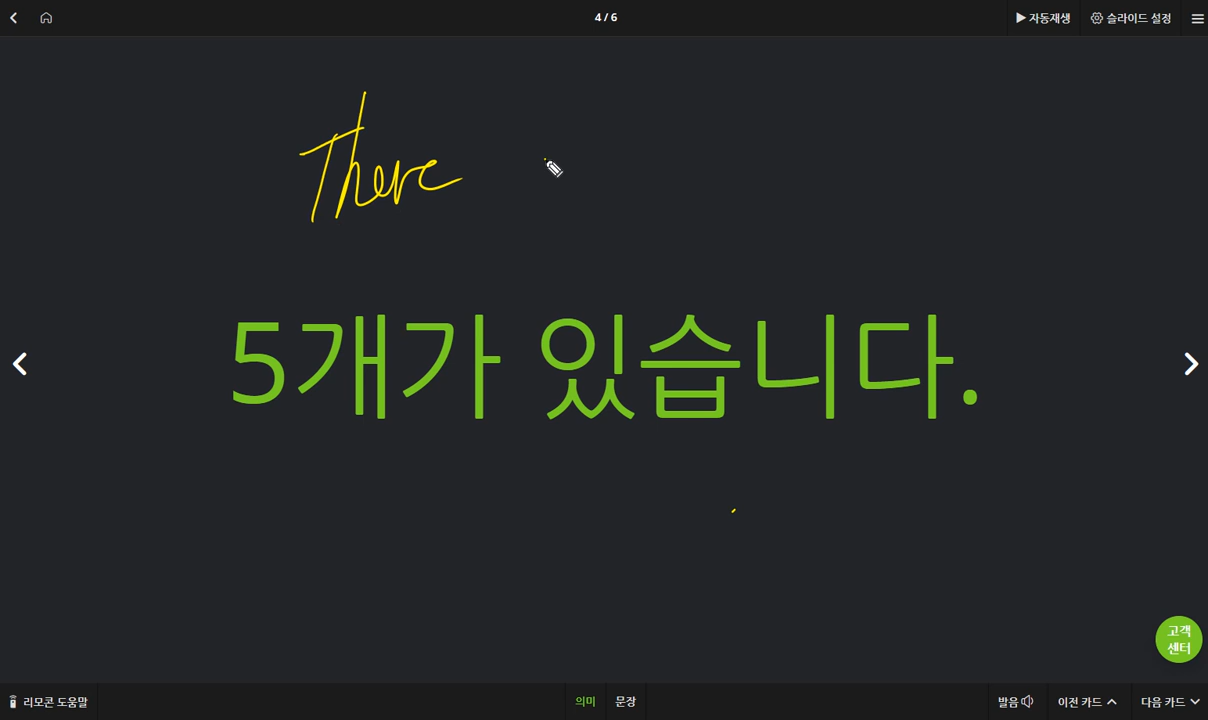 4 / 6
자동재생
슬라이드 설정
There
5개가 있습니다.
고객
센터
리모콘 도움말
의미
문장
발음
이전 카드
다음 카드